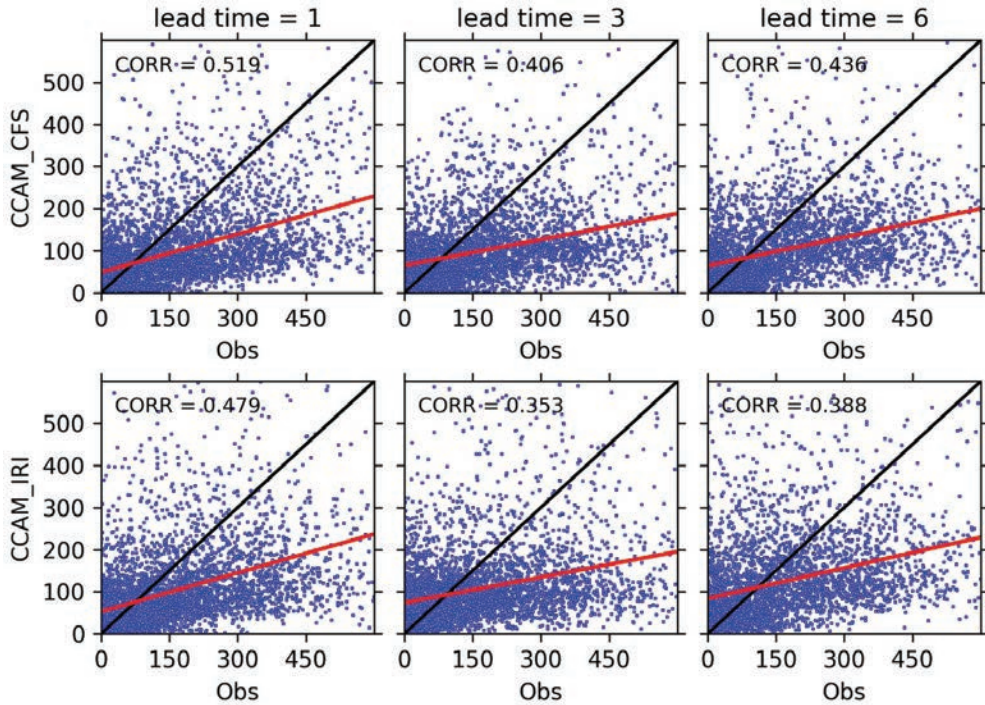 lead time = 1
lead time = 3
lead time = 6
CCAM_CFS
500
400
300
200
100
0
CORR = 0.519
CORR = 0.406
CORR = 0.436
0 150 300 450
0 150 300 450
0 150 300 450
Obs
Obs
Obs
CCAM_IRI
500
400
300
200
100
0
CORR = 0.479
CORR = 0.353
CORR = 0.388
0 150 300 450
0 150 300 450
0 150 300 450
Obs
Obs
Obs